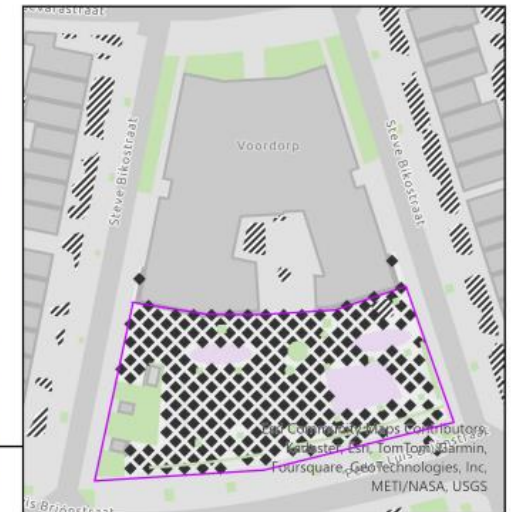 Voordorp
Steve Bikostraat
Steve Bikostraat
Esri Community Maps Contributors,
Kadaster, Esri, TomTom, Garmin,
Foursquare, GeoTechnologies, Inc,
METI/NASA, USGS